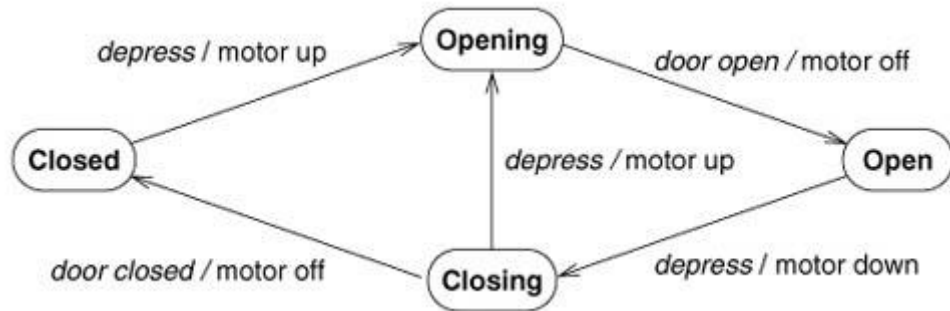 Opening
depress / motor up
door open / motor off
Closed
depress / motor up
Open
door closed / motor off
depress / motor down
Closing